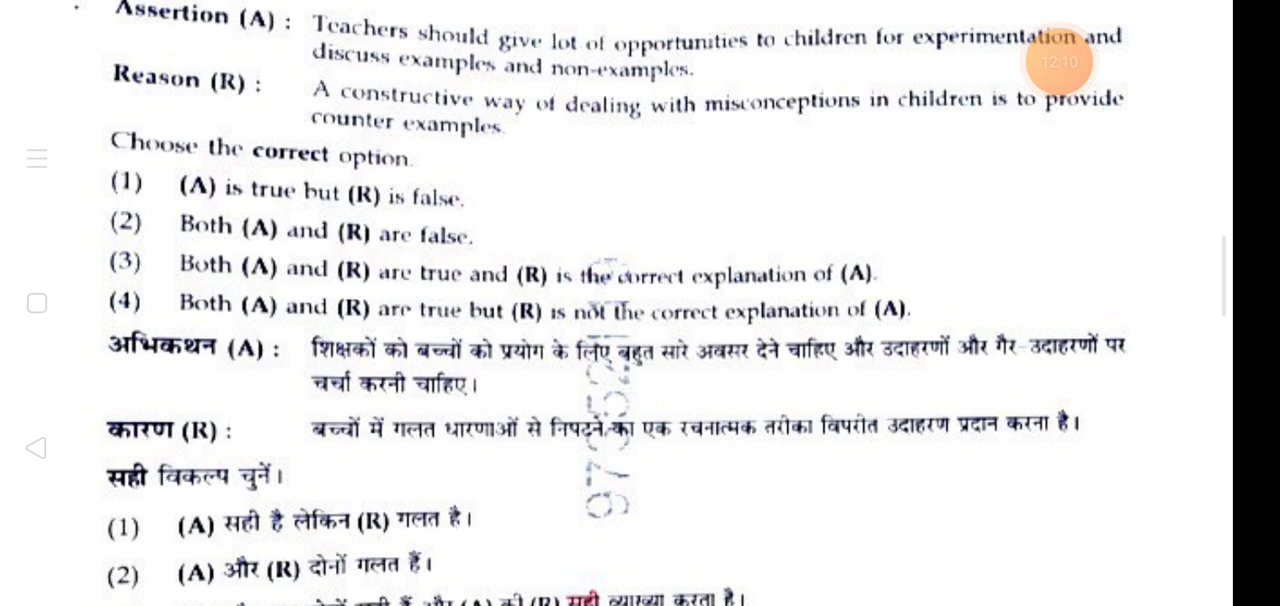 Assertion (A) : Teachers should give lot of opportunities to children for experimentation and
discuss examples and non-examples.
12:10
Reason (R) : A constructive way of dealing with misconceptions in children is to provide
counter examples.
Choose the correct option.
(1) (A) is true but (R) is false.
(2) Both (A) and (R) are false.
(3) Both (A) and (R) are true and (R) is the correct explanation of (A).
(4) Both (A) and (R) are true but (R) is not the correct explanation of (A).
अभिकथन (A) : शिक्षकों को बच्चों को प्रयोग के लिए बहुत सारे अवसर देने चाहिए और उदाहरणों और गैर-उदाहरणों पर
चर्चा करनी चाहिए।
कारण (R) : बच्चों में गलत धारणाओं से निपटने का एक रचनात्मक तरीका विपरीत उदाहरण प्रदान करना है।
सही विकल्प चुनें।
(1) (A) सही है लेकिन (R) गलत है।
(2) (A) और (R) दोनों गलत हैं।
और (A) की (R) सही व्याख्या करता है।